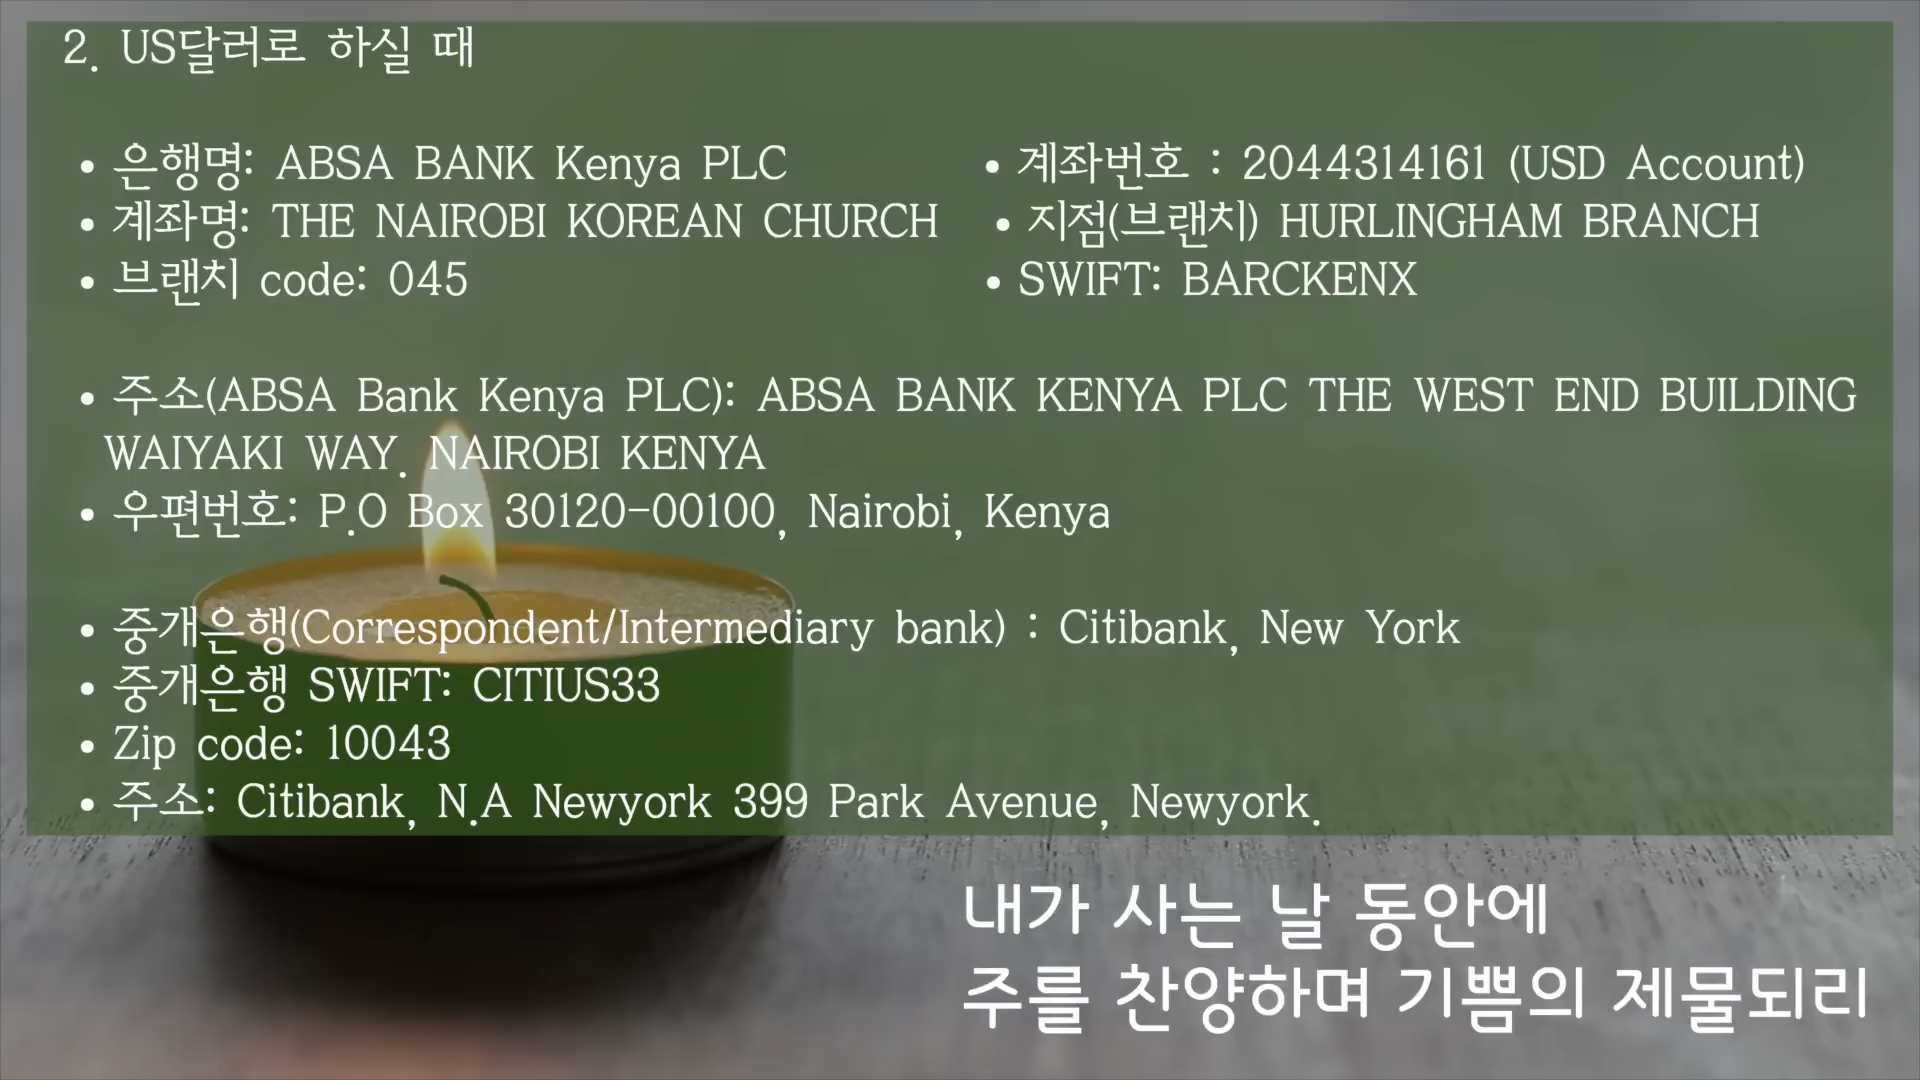 2. US달러로 하실 때
• 은행명: ABSA BANK Kenya PLC
• 계좌번호 : 2044314161 (USD Account)
• 계좌명: THE NAIROBI KOREAN CHURCH
• 지점(브랜치) HURLINGHAM BRANCH
• 브랜치 code: 045
• SWIFT: BARCKENX
• 주소(ABSA Bank Kenya PLC): ABSA BANK KENYA PLC THE WEST END BUILDING
WAIYAKI WAY. NAIROBI KENYA
• 우편번호: P.O Box 30120-00100, Nairobi, Kenya
• 중개은행(Correspondent/Intermediary bank) : Citibank, New York
• 중개은행 SWIFT: CITIUS33
• Zip code: 10043
• 주소: Citibank, N.A Newyork 399 Park Avenue, Newyork.
내가 사는 날 동안에
주를 찬양하며 기쁨의 제물되리